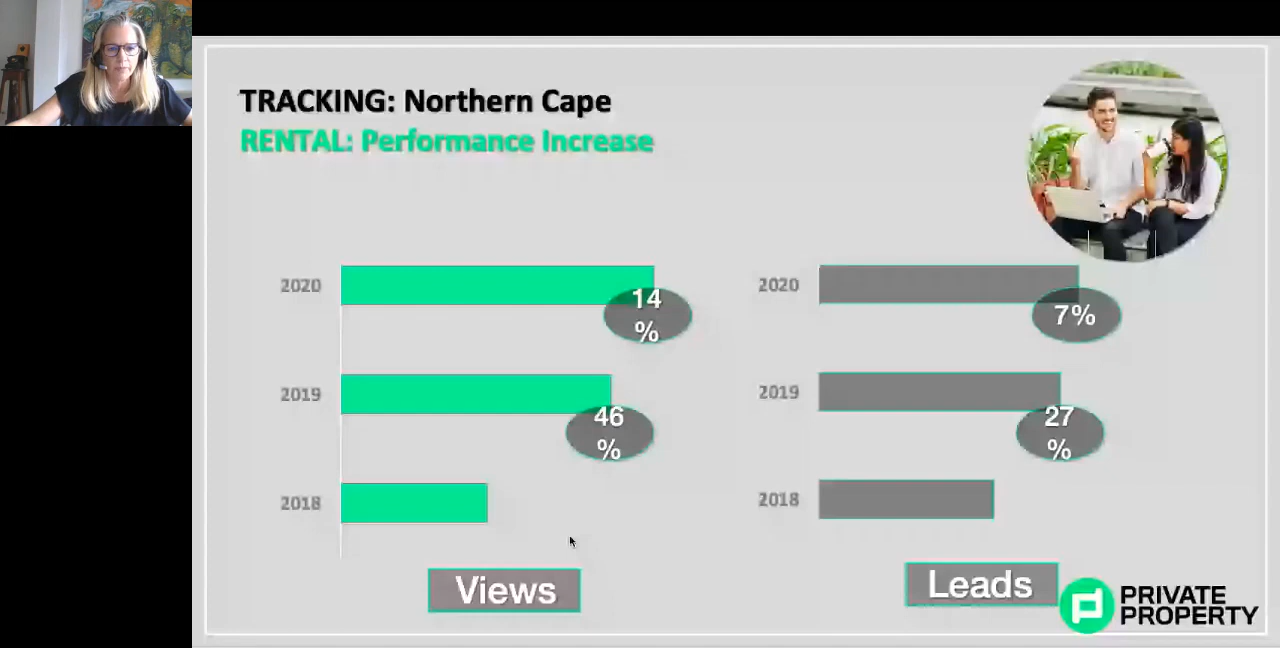 TRACKING: Northern Cape
RENTAL: Performance Increase
2020
14
%
2019
46
%
2018
Views
2020
7%
2019
27
%
2018
Leads
PRIVATE
PROPERTY